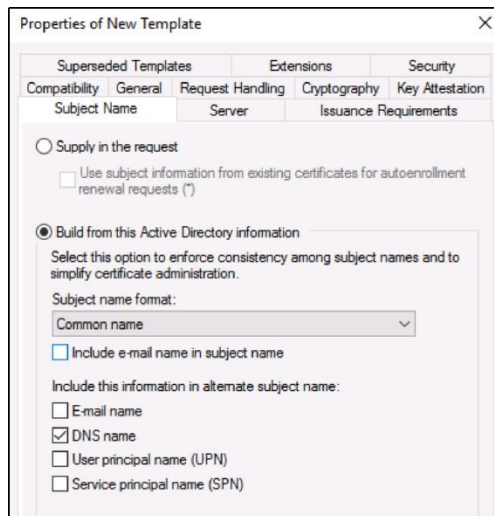 Properties of New Template
Superseded Templates Extensions Security
Compatibility General Request Handling Cryptography Key Attestation
Subject Name Server Issuance Requirements
Supply in the request
Use subject information from existing certificates for autoenrollment
renewal requests (*)
Build from this Active Directory information
Select this option to enforce consistency among subject names and to
simplify certificate administration.
Subject name format:
Common name
Include e-mail name in subject name
Include this information in alternate subject name:
E-mail name
DNS name
User principal name (UPN)
Service principal name (SPN)